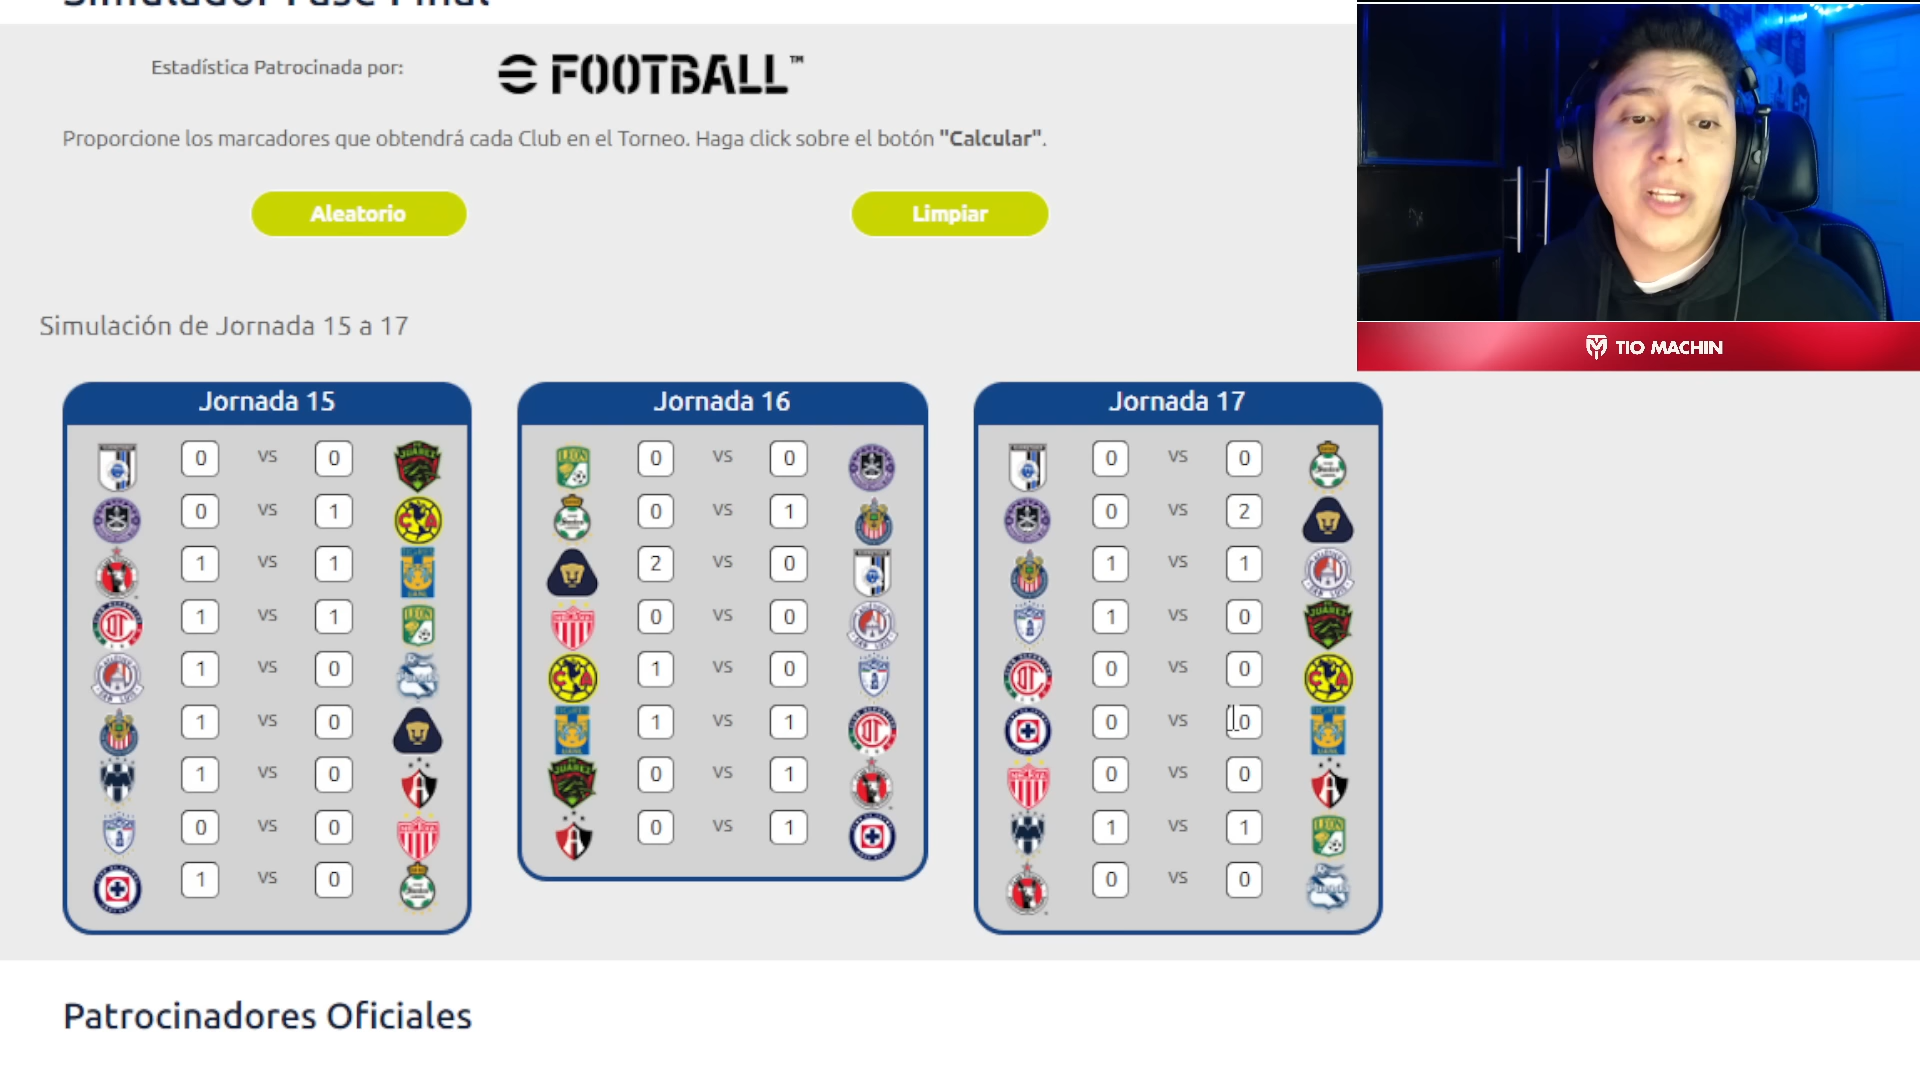 Simulador Fase Final
Estadística Patrocinada por:
FOOTBALL™
Proporcione los marcadores que obtendrá cada Club en el Torneo. Haga click sobre el botón "Calcular".
Aleatorio
Limpiar
TIO MACHIN
Simulación de Jornada 15 a 17
Jornada 15
0 VS 0
0 VS 1
1 VS 1
1 VS 1
1 VS 0
1 VS 0
1 VS 0
0 VS 0
1 VS 0
Jornada 16
0 VS 0
0 VS 1
2 VS 0
0 VS 0
1 VS 0
1 VS 1
0 VS 1
0 VS 1
Jornada 17
0 VS 0
0 VS 2
1 VS 1
1 VS 0
0 VS 0
0 VS 0
0 VS 0
1 VS 1
0 VS 0
Patrocinadores Oficiales